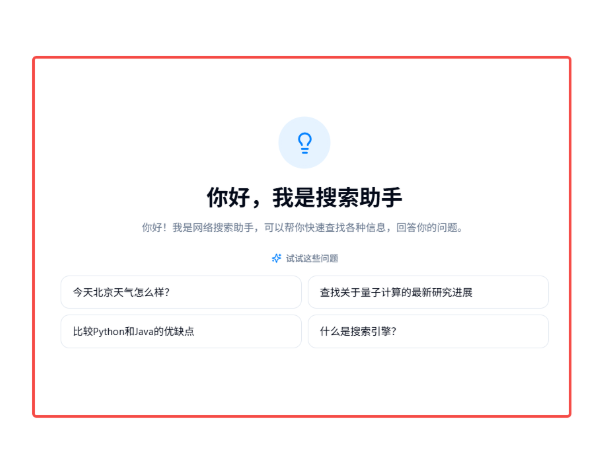 你好，我是搜索助手
你好！我是网络搜索助手，可以帮你快速查找各种信息，回答你的问题。
试试这些问题
今天北京天气怎么样？
查找关于量子计算的最新研究进展
比较Python和Java的优缺点
什么是搜索引擎？